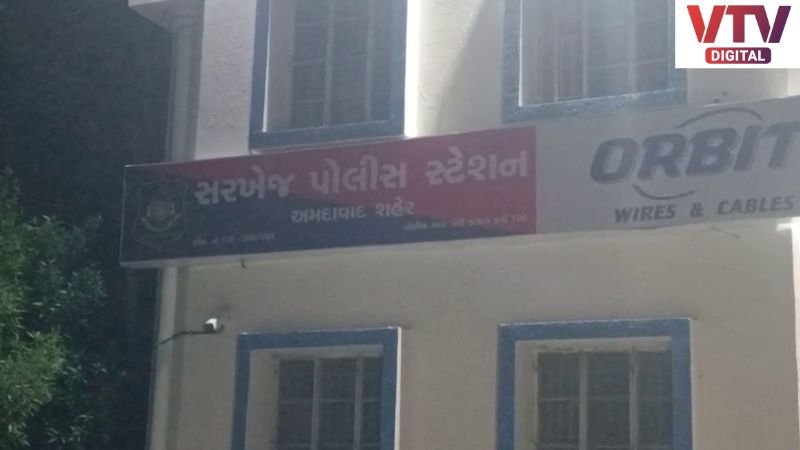 VTV
DIGITAL
સરખેજ પોલીસ સ્ટેશન
અમદાવાદ શહેર
ORBIT
WIRES & CABLES